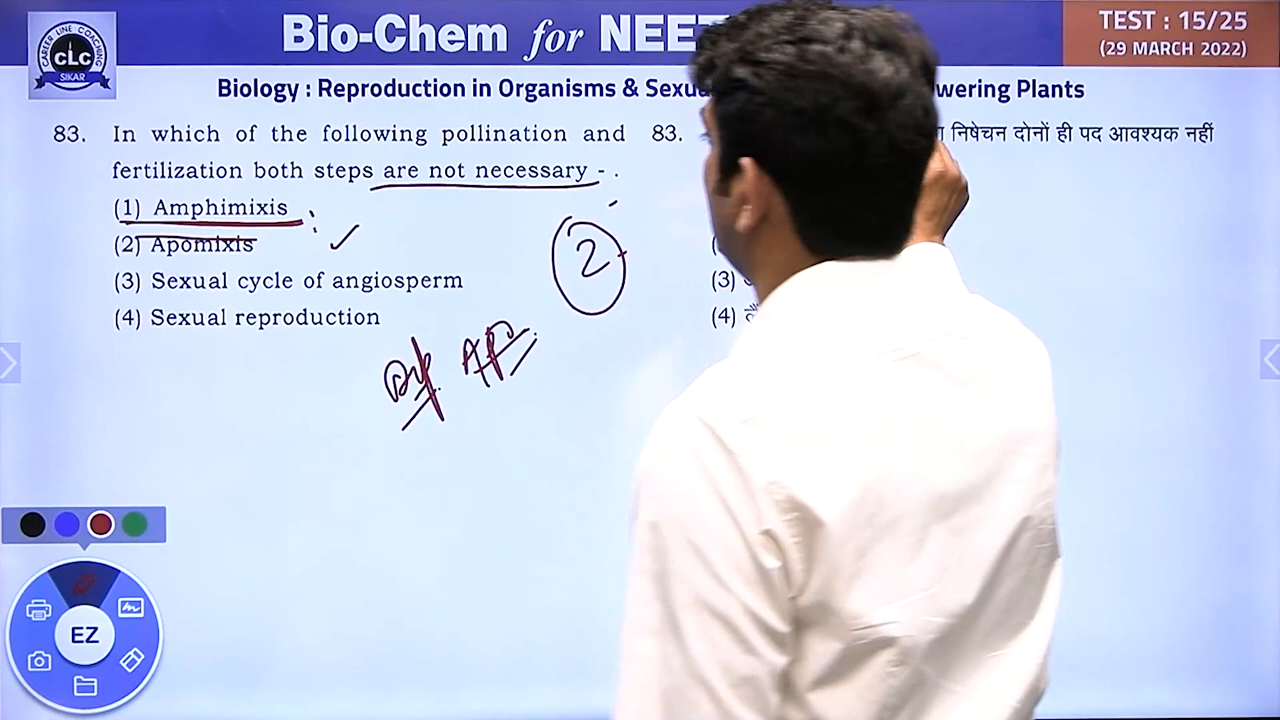 CAREER LINE COACHING
CLC
SIKAR
Bio-Chem for NEET
TEST : 15/25
(29 MARCH 2022)
Biology : Reproduction in Organisms & Sexua
wering Plants
83. In which of the following pollination and
fertilization both steps are not necessary - .
(1) Amphimixis
(2) Apomixis
(3) Sexual cycle of angiosperm
(4) Sexual reproduction
2
83.
निषेचन दोनों ही पद आवश्यक नहीं
(3)
(4)
EZ